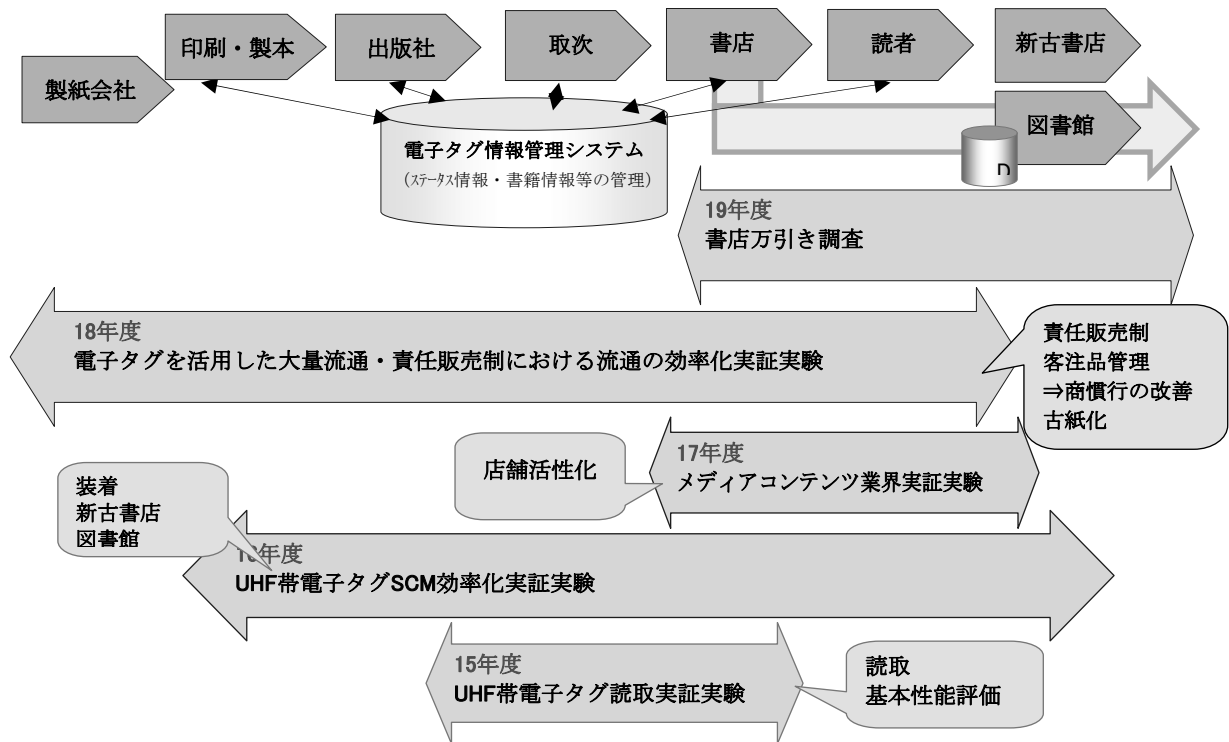 製紙会社
印刷・製本
出版社
取次
書店
読者
新古書店
図書館
電子タグ情報管理システム
(ｽﾃｰﾀｽ情報・書籍情報等の管理)
19年度
書店万引き調査
18年度
電子タグを活用した大量流通・責任販売制における流通の効率化実証実験
責任販売制
客注品管理
⇒商慣行の改善
古紙化
17年度
メディアコンテンツ業界実証実験
店舗活性化
装着
新古書店
図書館
年度
UHF帯電子タグSCM効率化実証実験
15年度
UHF帯電子タグ読取実証実験
読取
基本性能評価